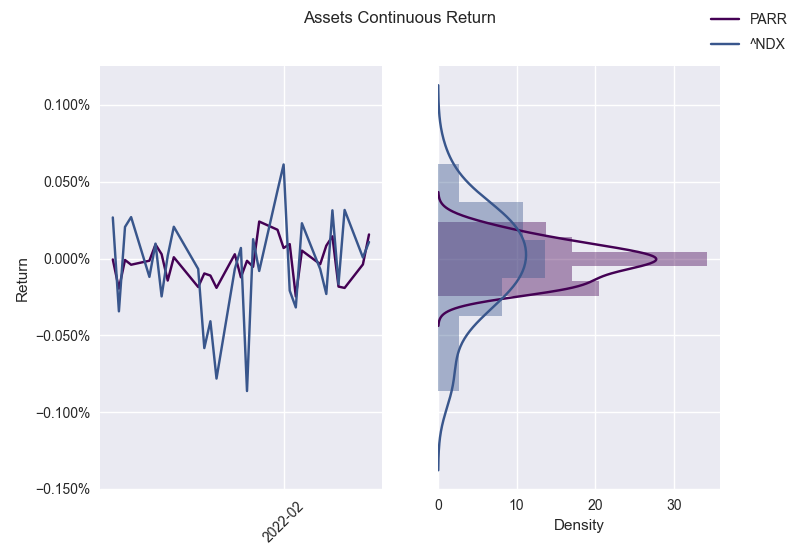 Assets Continuous Return
PARR
^NDX
0.100%
0.050%
0.000%
−0.050%
−0.100%
−0.150%
Return
2022-02
0
10
20
30
Density